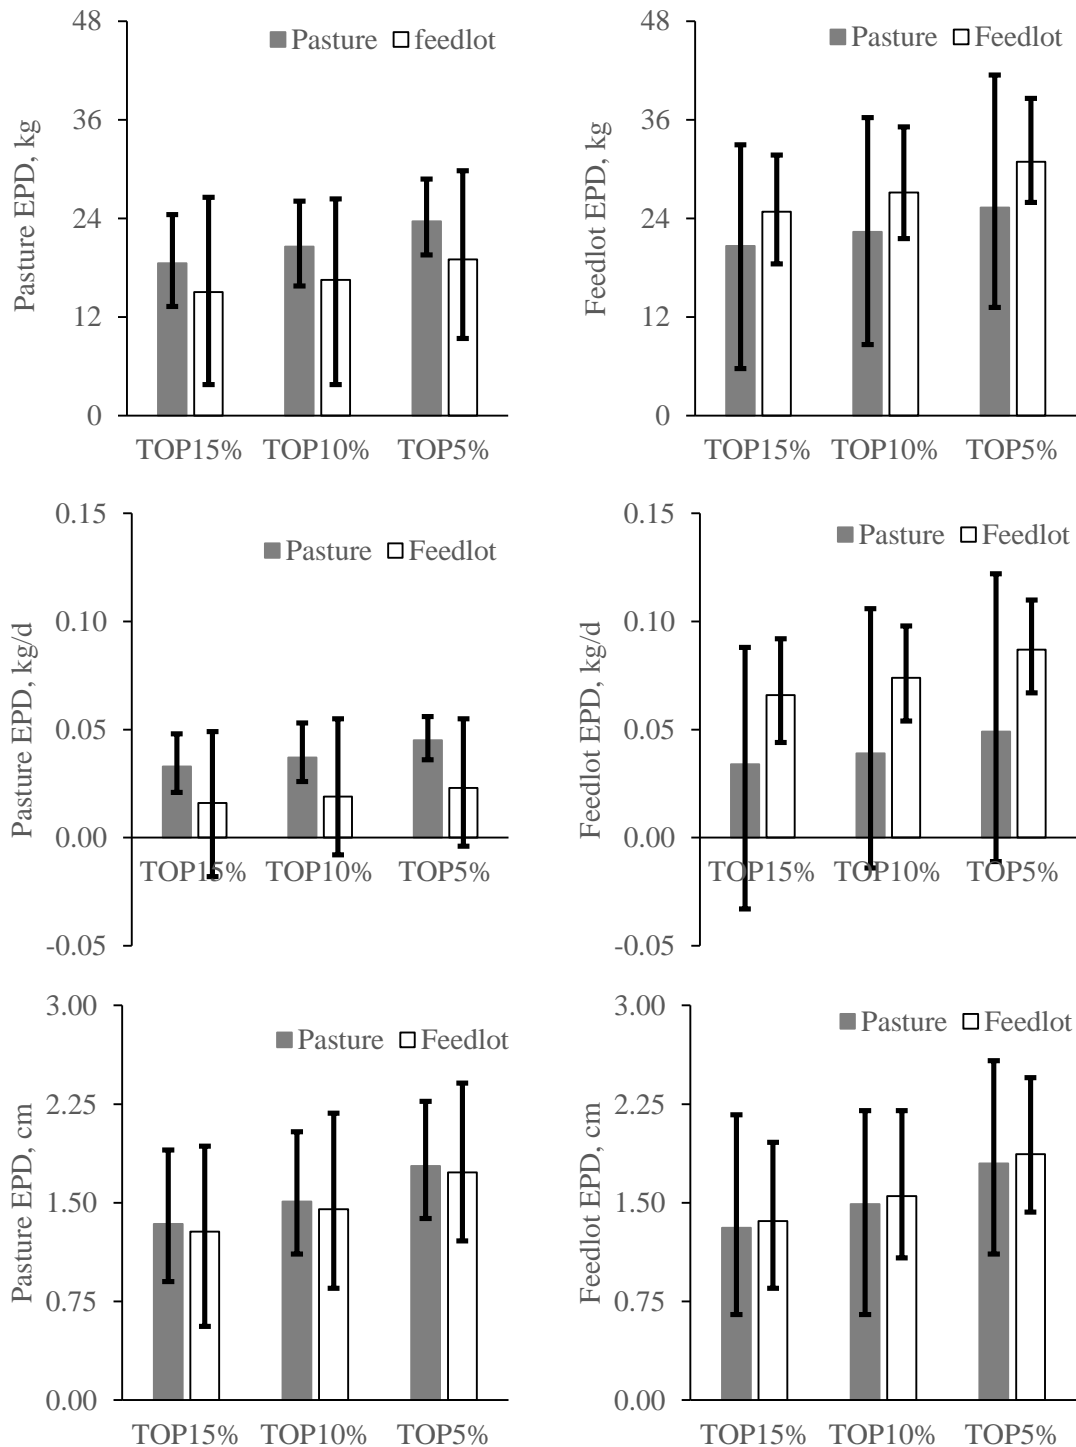 48
36
24
12
0
Pasture EPD, kg
Pasture feedlot
TOP15% TOP10% TOP5%
48
36
24
12
0
Feedlot EPD, kg
Pasture Feedlot
TOP15% TOP10% TOP5%
0.15
0.10
0.05
0.00
-0.05
Pasture EPD, kg/d
Pasture Feedlot
TOP15% TOP10% TOP5%
0.15
0.10
0.05
0.00
-0.05
Feedlot EPD, kg/d
Pasture Feedlot
TOP15% TOP10% TOP5%
3.00
2.25
1.50
0.75
0.00
Pasture EPD, cm
Pasture Feedlot
TOP15% TOP10% TOP5%
3.00
2.25
1.50
0.75
0.00
Feedlot EPD, cm
Pasture Feedlot
TOP15% TOP10% TOP5%